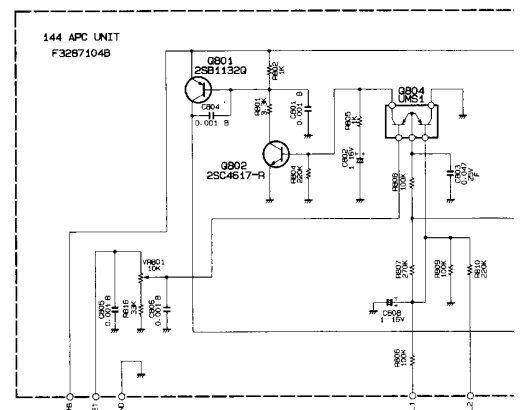 144 APC UNIT
F3287104B
Q801
2SB1132Q
C804
0.001 B
R802
1K
R801
3.3K
C801
0.001 B
Q802
2SC4617-R
R804
220K
R805
1K
C802
1 16V
Q804
UMS1
R808
100K
C803
0.047
25V
F
VR801
10K
C805
0.001 B
R816
33K
C806
0.001 B
R807
270K
R809
100K
R810
220K
C808
1 16V
R806
100K